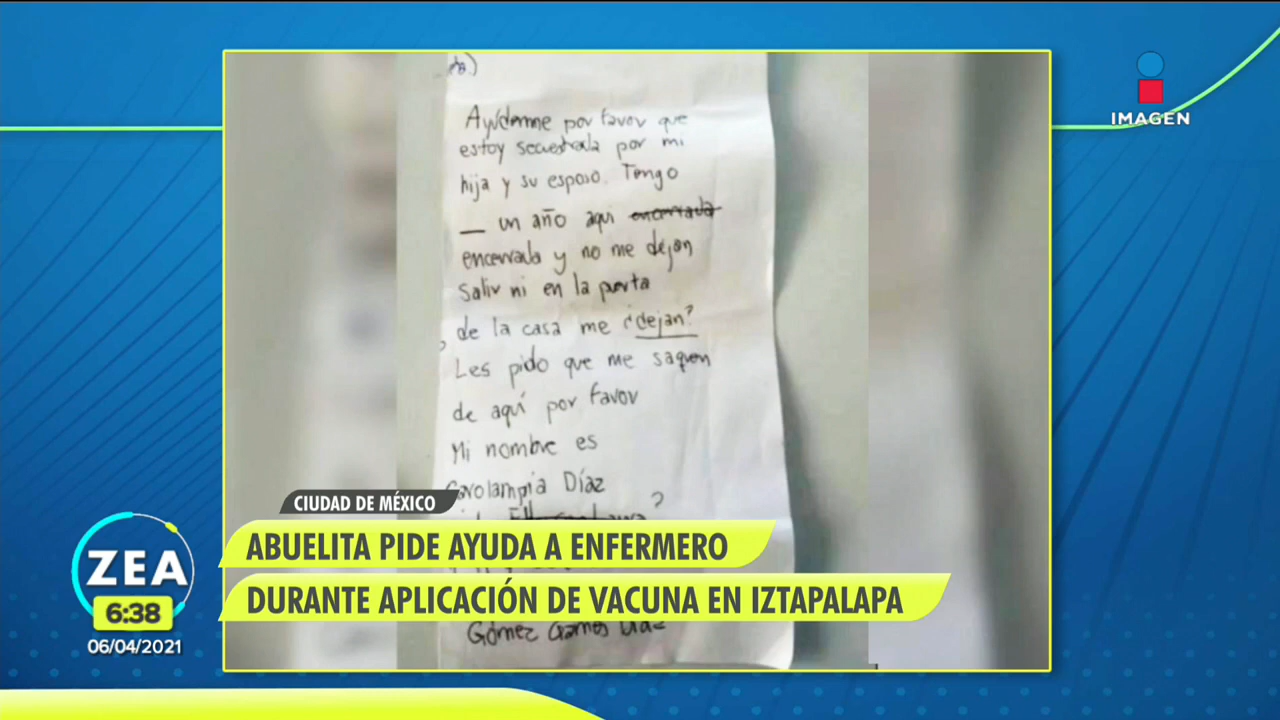 IMAGEN
Ayúdenme por favor que
estoy secuestrada por mi
hija y su esposo. Tengo
_ un año aqui encerrada
encerrada y no me dejan
Salir ni en la puerta
de la casa me ¿dejan?
Les pido que me saquen
de aquí por favor
Mi nombre es
Díaz
?
CIUDAD DE MÉXICO
ABUELITA PIDE AYUDA A ENFERMERO
DURANTE APLICACIÓN DE VACUNA EN IZTAPALAPA
Gómez
ZEA
6:38
06/04/2021